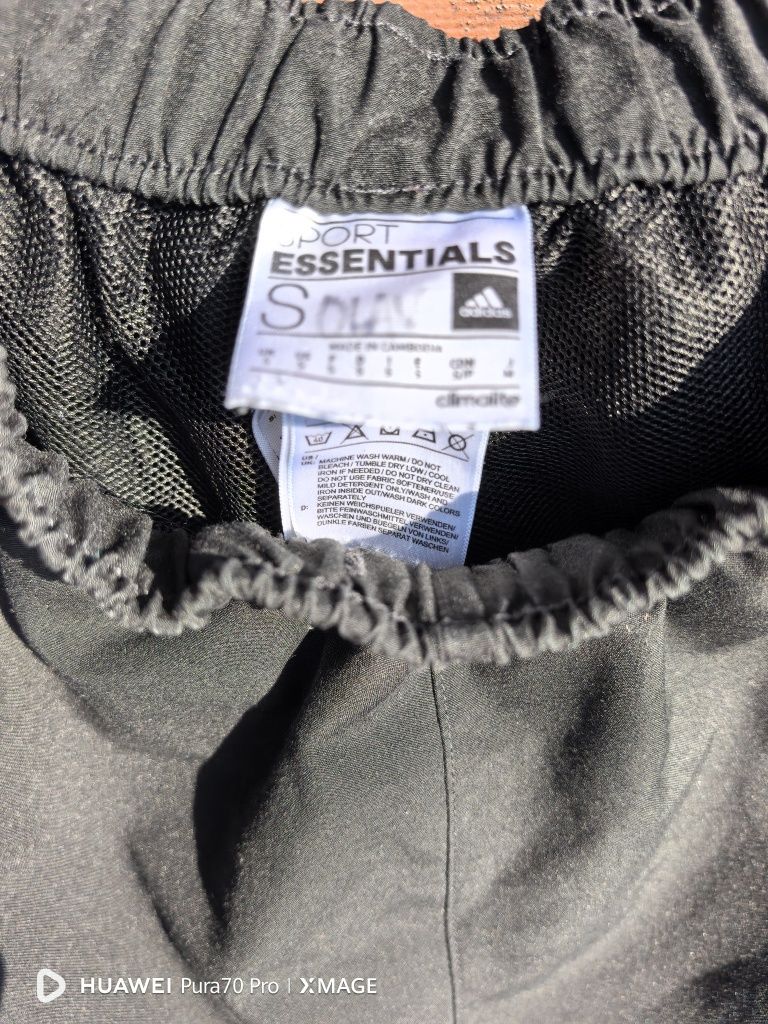 SPORT
ESSENTIALS
S
adidas
MADE IN CAMBODIA
climalite
US/
UK: MACHINE WASH WARM / DO NOT
BLEACH / TUMBLE DRY LOW / COOL
IRON IF NEEDED / DO NOT DRY CLEAN
DO NOT USE FABRIC SOFTENER/USE
MILD DETERGENT ONLY/WASH AND
IRON INSIDE OUT/WASH DARK COLORS
SEPARATELY
D: KEINEN WEICHSPUELER VERWENDEN/
BITTE FEINWASCHMITTEL VERWENDEN/
WASCHEN UND BUEGELN VON LINKS/
DUNKLE FARBEN SEPARAT WASCHEN
HUAWEI Pura70 Pro | XMAGE